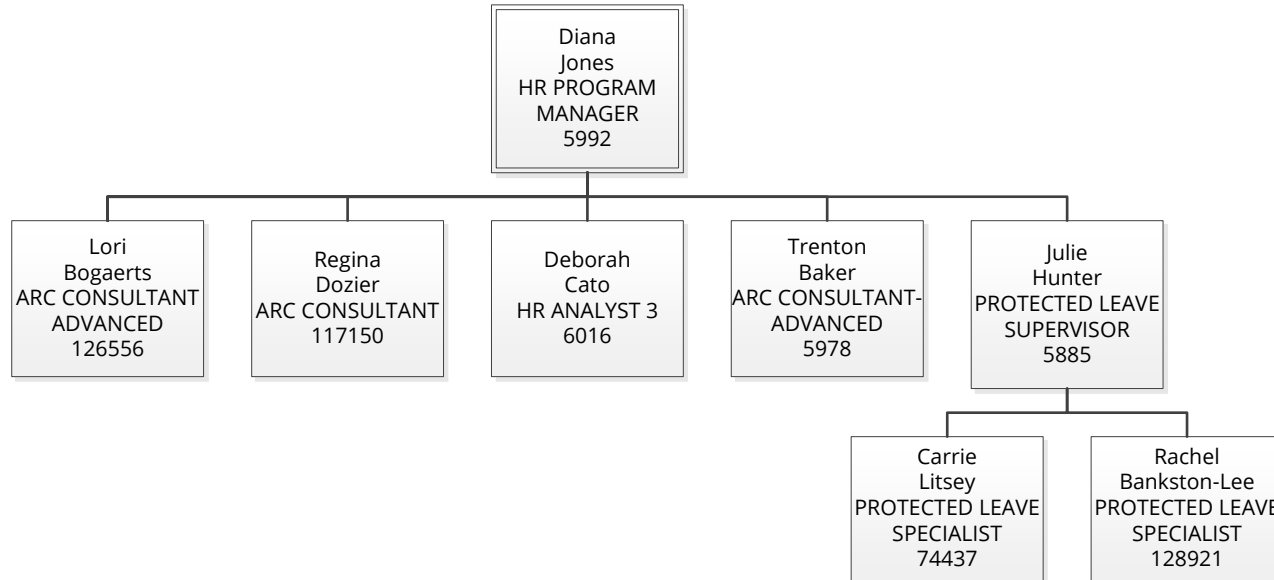 Diana
Jones
HR PROGRAM
MANAGER
5992
Lori
Bogaerts
ARC CONSULTANT
ADVANCED
126556
Regina
Dozier
ARC CONSULTANT
117150
Deborah
Cato
HR ANALYST 3
6016
Trenton
Baker
ARC CONSULTANT-
ADVANCED
5978
Julie
Hunter
PROTECTED LEAVE
SUPERVISOR
5885
Carrie
Litsey
PROTECTED LEAVE
SPECIALIST
74437
Rachel
Bankston-Lee
PROTECTED LEAVE
SPECIALIST
128921